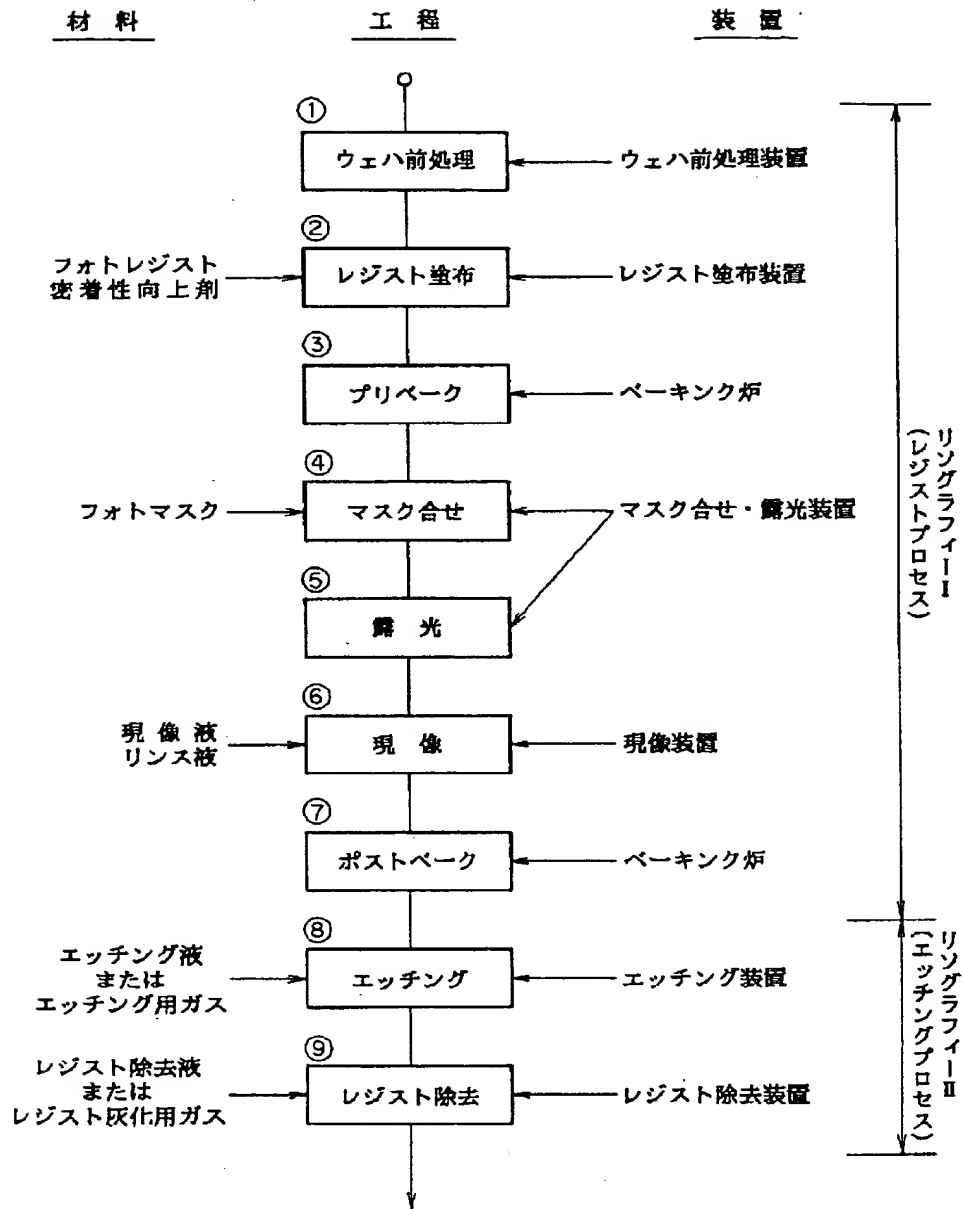 材料 工程 装置
①
ウェハ前処理 ウェハ前処理装置
②
フォトレジスト
密着性向上剤
レジスト塗布 レジスト塗布装置
③
プリベーク ベーキング炉
④
フォトマスク マスク合せ マスク合せ・露光装置
⑤
露光
⑥
現像液
リンス液
現像 現像装置
⑦
ポストベーク ベーキング炉
リソグラフィーⅠ
(レジストプロセス)
⑧
エッチング液
または
エッチング用ガス
エッチング エッチング装置
⑨
レジスト除去液
または
レジスト灰化用ガス
レジスト除去 レジスト除去装置
リソグラフィーⅡ
(エッチングプロセス)